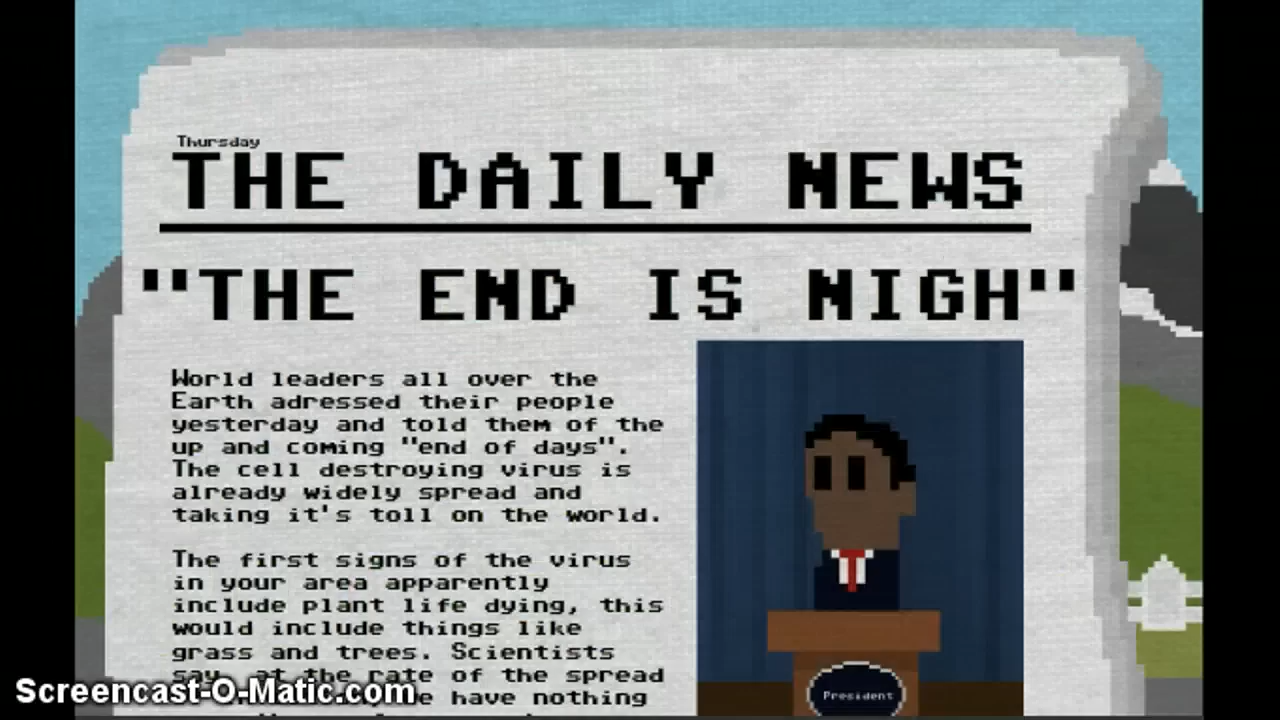 Thursday
THE DAILY NEWS
"THE END IS NIGH"
World leaders all over the
Earth adressed their people
yesterday and told them of the
up and coming "end of days".
The cell destroying virus is
already widely spread and
taking it's toll on the world.
The first signs of the virus
in your area apparently
include plant life dying, this
would include things like
grass and trees. Scientists
say, at the rate of the spread
have nothing
President
Screencast-O-Matic.com